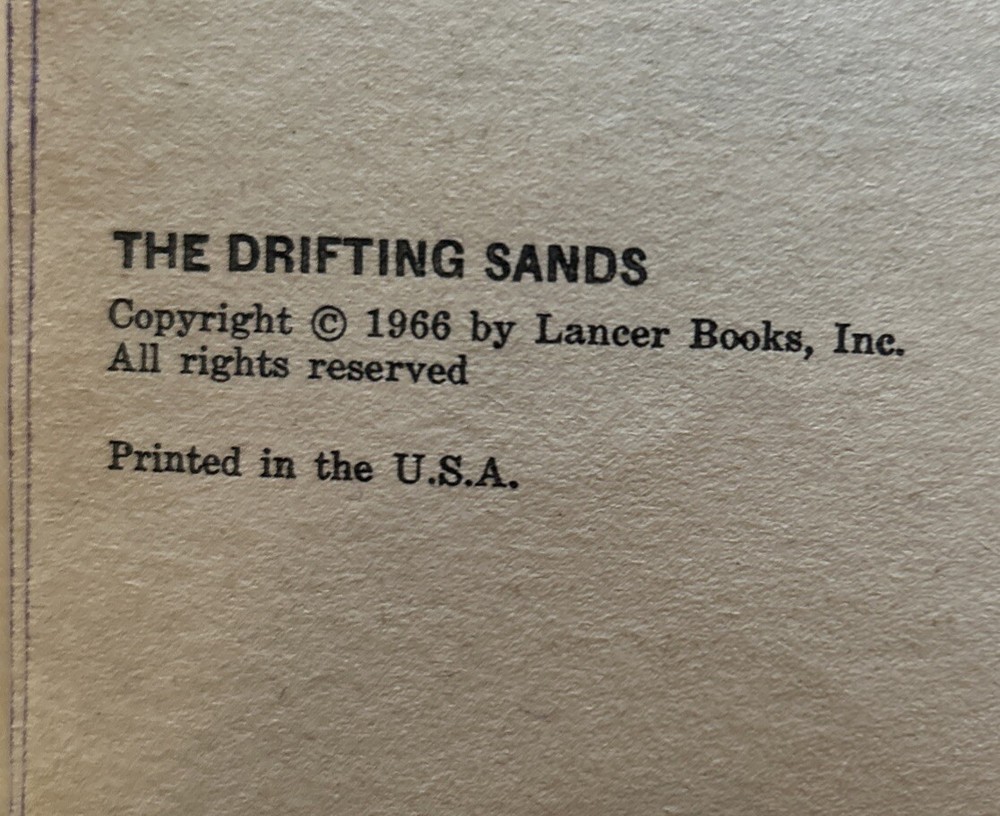 THE DRIFTING SANDS
Copyright © 1966 by Lancer Books, Inc.
All rights reserved
Printed in the U.S.A.